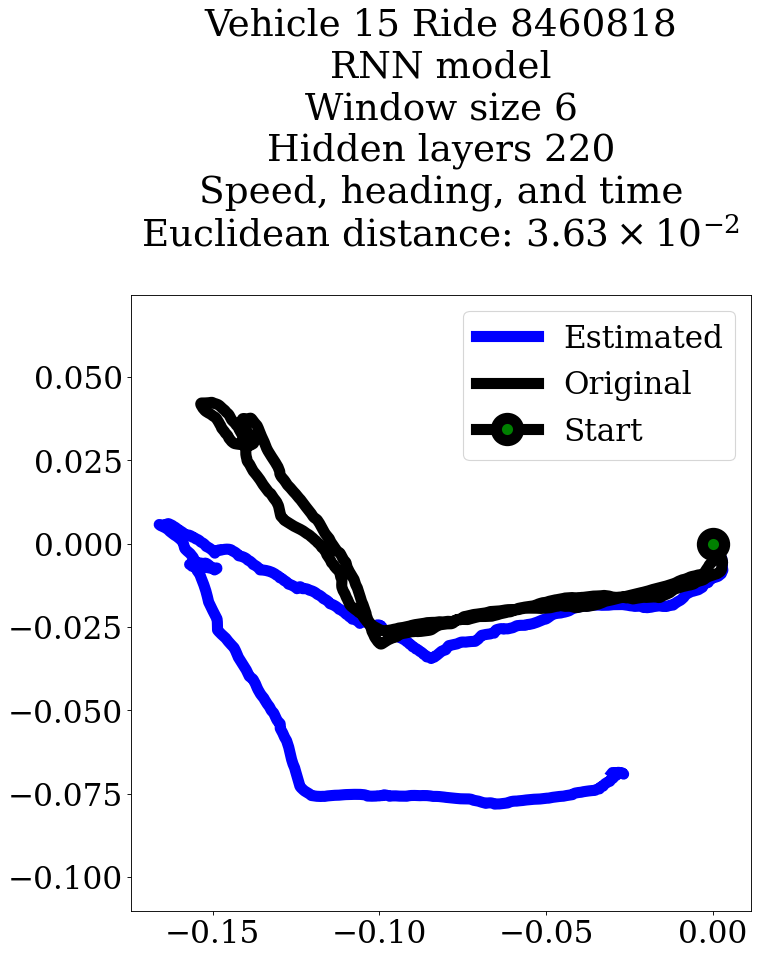 Vehicle 15 Ride 8460818
RNN model
Window size 6
Hidden layers 220
Speed, heading, and time
Euclidean distance: 3.63 × 10⁻²
Estimated
Original
Start
0.050
0.025
0.000
−0.025
−0.050
−0.075
−0.100
−0.15 −0.10 −0.05 0.00